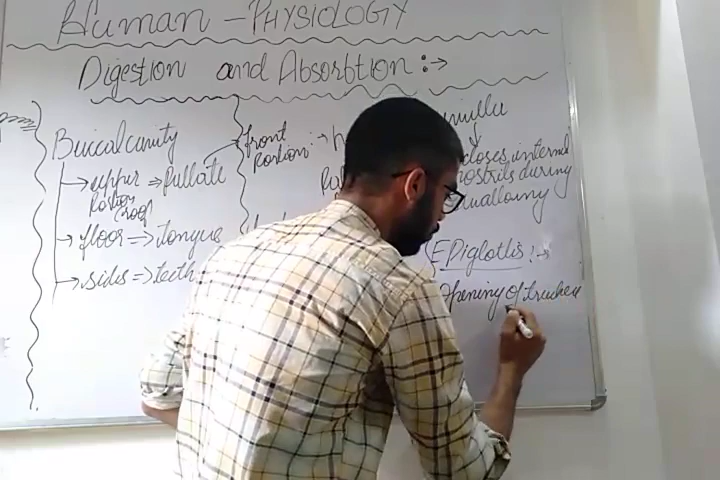 Human - PHYSIOLOGY
Digestion and Absorbtion :→
Buccal cavity
→ upper ⇒ Pallate
Portion
roof
→ floor ⇒ tongue
→ sides ⇒ teeth
front
Portion :→
closes internal
nostrils during
swallowing
EPiglotlis :→
opening of trachea